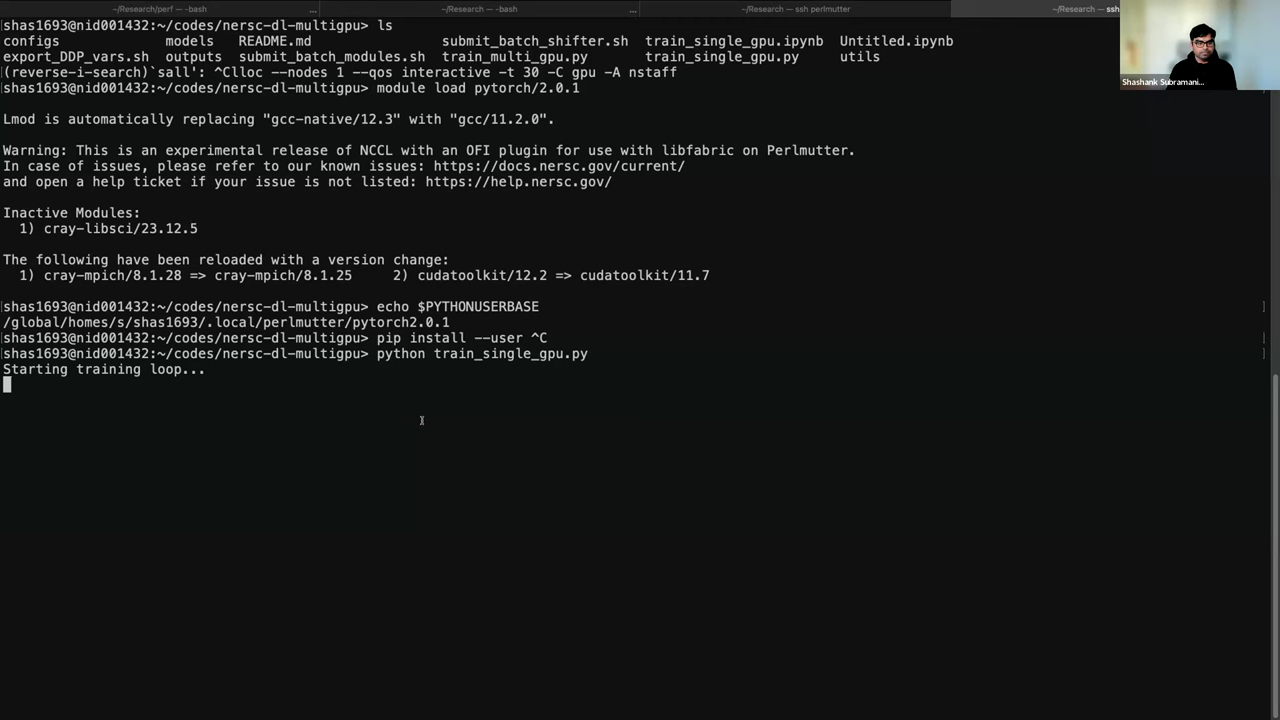 ~/Research/perf — -bash ... ~/Research — -bash ... ~/Research — ssh perlmutter ~/Research — ssh
shas1693@nid001432:~/codes/nersc-dl-multigpu> ls
configs models README.md submit_batch_shifter.sh train_single_gpu.ipynb Untitled.ipynb
export_DDP_vars.sh outputs submit_batch_modules.sh train_multi_gpu.py train_single_gpu.py utils
(reverse-i-search)`sall': ^Clloc --nodes 1 --qos interactive -t 30 -C gpu -A nstaff
shas1693@nid001432:~/codes/nersc-dl-multigpu> module load pytorch/2.0.1
Lmod is automatically replacing "gcc-native/12.3" with "gcc/11.2.0".
Warning: This is an experimental release of NCCL with an OFI plugin for use with libfabric on Perlmutter.
In case of issues, please refer to our known issues: https://docs.nersc.gov/current/
and open a help ticket if your issue is not listed: https://help.nersc.gov/
Inactive Modules:
1) cray-libsci/23.12.5
The following have been reloaded with a version change:
1) cray-mpich/8.1.28 => cray-mpich/8.1.25 2) cudatoolkit/12.2 => cudatoolkit/11.7
shas1693@nid001432:~/codes/nersc-dl-multigpu> echo $PYTHONUSERBASE
/global/homes/s/shas1693/.local/perlmutter/pytorch2.0.1
shas1693@nid001432:~/codes/nersc-dl-multigpu> pip install --user ^C
shas1693@nid001432:~/codes/nersc-dl-multigpu> python train_single_gpu.py
Starting training loop...
Shashank Subramani...